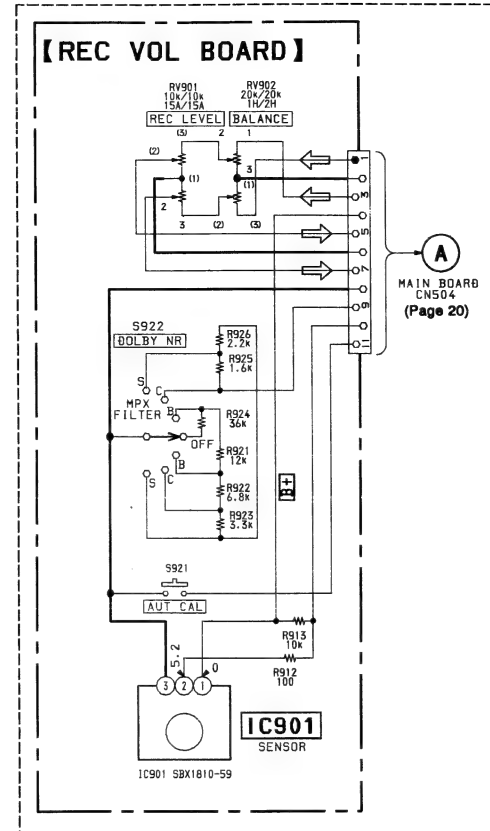 【REC VOL BOARD】
RV901
10k/10k
15A/15A
REC LEVEL
RV902
20k/20k
1H/2H
BALANCE
(3) 2 1
(2)
3
(1) (1)
2
3 (2) (3)
1
3
5
7
9
11
A
MAIN BOARD
CN504
(Page 20)
S922
DOLBY NR
R926
2.2k
R925
1.6k
S
C
MPX
FILTER
B
R924
36k
OFF
R921
12k
B
C
S
R922
6.8k
R923
3.3k
B+
S921
AUT CAL
R913
10k
R912
100
5.2
0
3 2 1
IC901
SENSOR
IC901 SBX1810-59